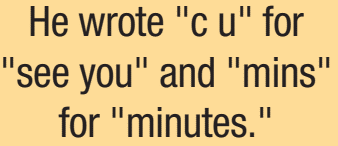 He wrote "c u" for
"see you" and "mins"
for "minutes."